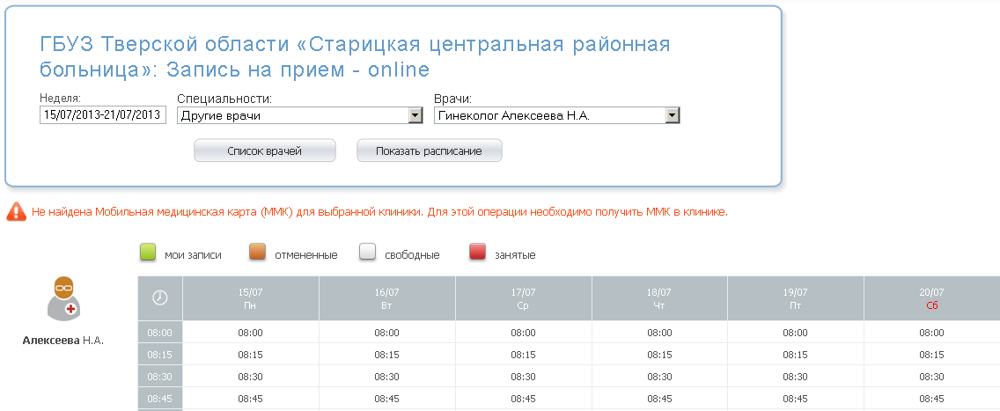 ГБУЗ Тверской области «Старицкая центральная районная
больница»: Запись на прием - online
Неделя: Специальности: Врачи:
15/07/2013-21/07/2013 Другие врачи Гинеколог Алексеева Н.А.
Список врачей Показать расписание
Не найдена Мобильная медицинская карта (ММК) для выбранной клиники. Для этой операции необходимо получить ММК в клинике.
мои записи отмененные свободные занятые
15/07 16/07 17/07 18/07 19/07 20/07
Пн Вт Ср Чт Пт Сб
Алексеева Н.А.
08:00 08:00 08:00 08:00 08:00 08:00 08:00
08:15 08:15 08:15 08:15 08:15 08:15 08:15
08:30 08:30 08:30 08:30 08:30 08:30 08:30
08:45 08:45 08:45 08:45 08:45 08:45 08:45